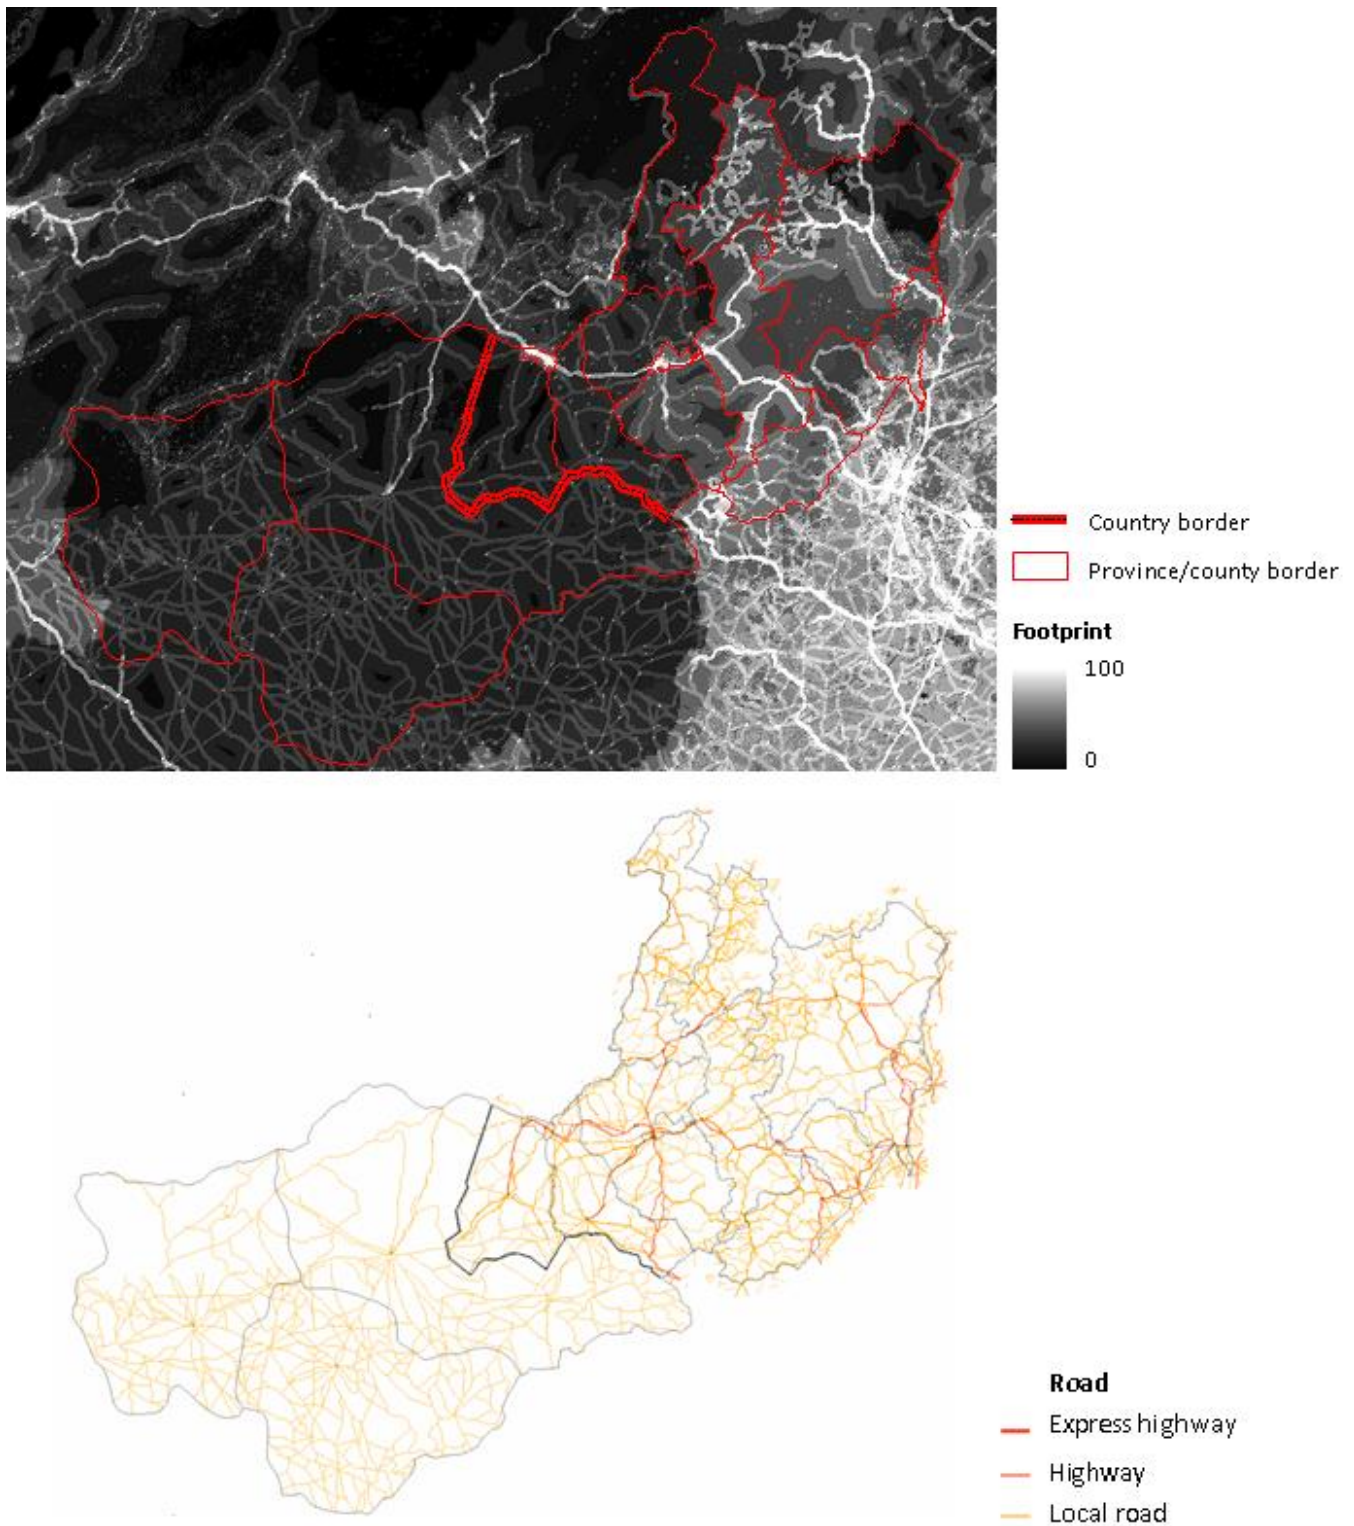 Country border
Province/county border
Footprint
100
0
Road
Express highway
Highway
Local road